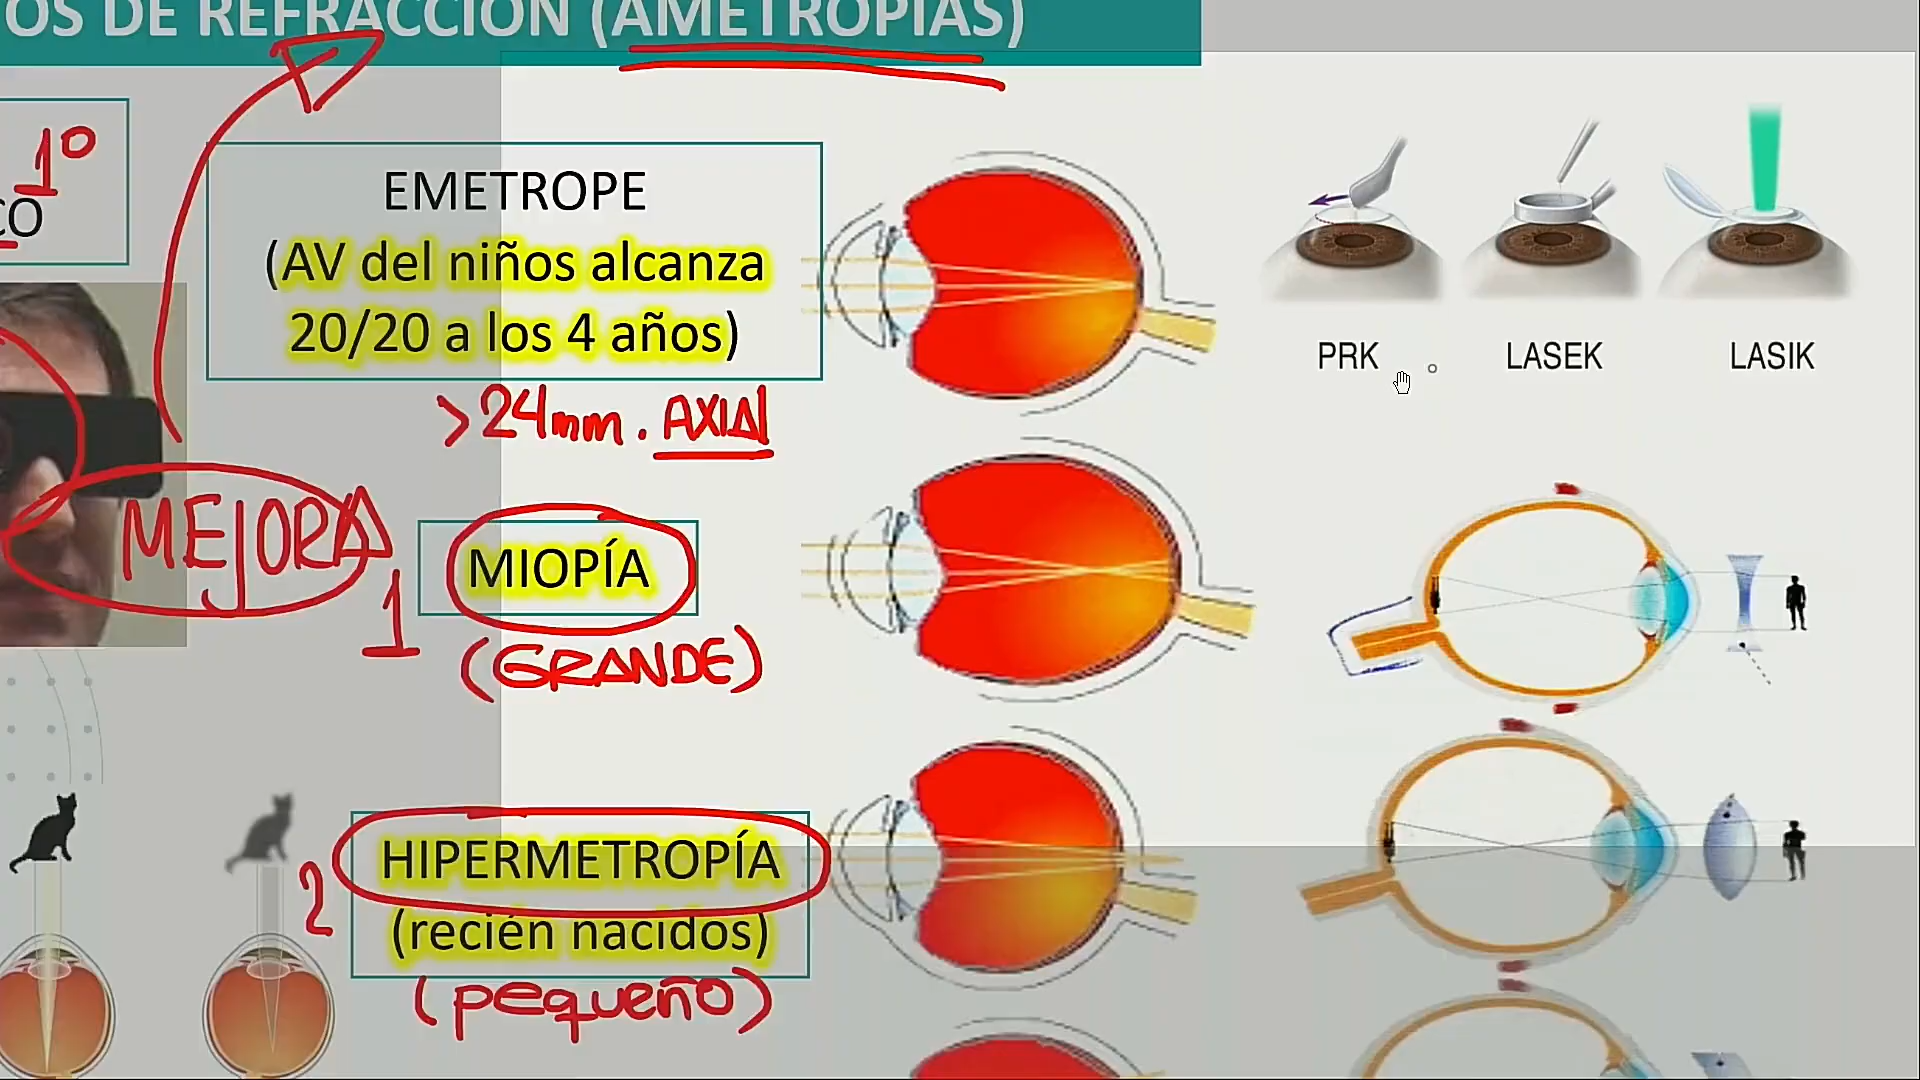 OS DE REFRACCIÓN (AMETROPÍAS)
1º
CO
EMETROPE
(AV del niños alcanza
20/20 a los 4 años)
PRK
LASEK
LASIK
>24mm. AXIAL
MEJORA
1
MIOPÍA
(GRANDE)
2
HIPERMETROPÍA
(recién nacidos)
(pequeño)